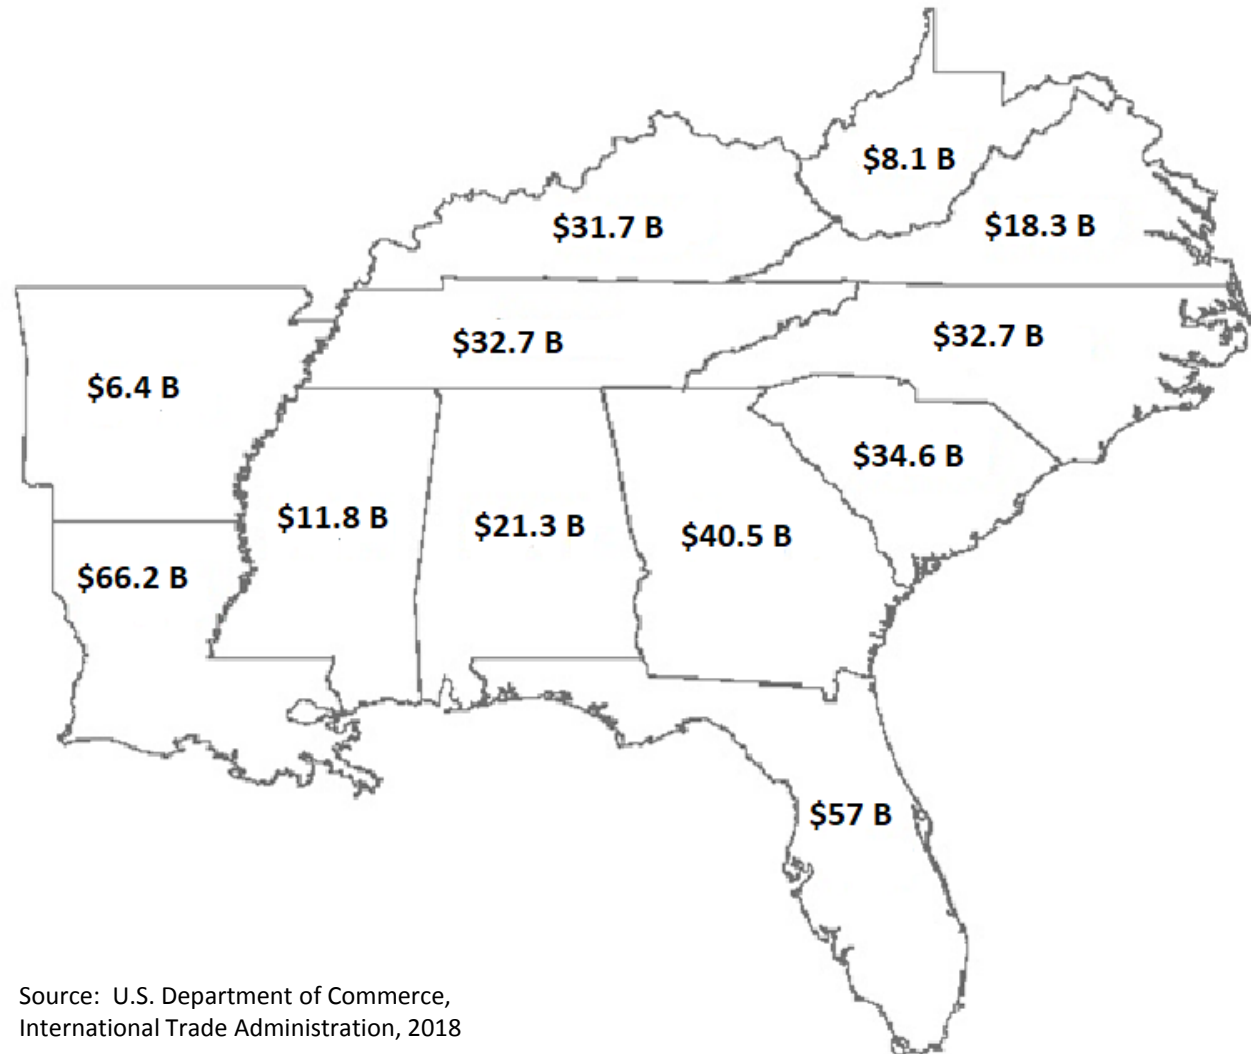 $8.1 B
$31.7 B
$18.3 B
$32.7 B
$32.7 B
$6.4 B
$34.6 B
$11.8 B
$21.3 B
$40.5 B
$66.2 B
$57 B
Source:  U.S. Department of Commerce,
International Trade Administration, 2018